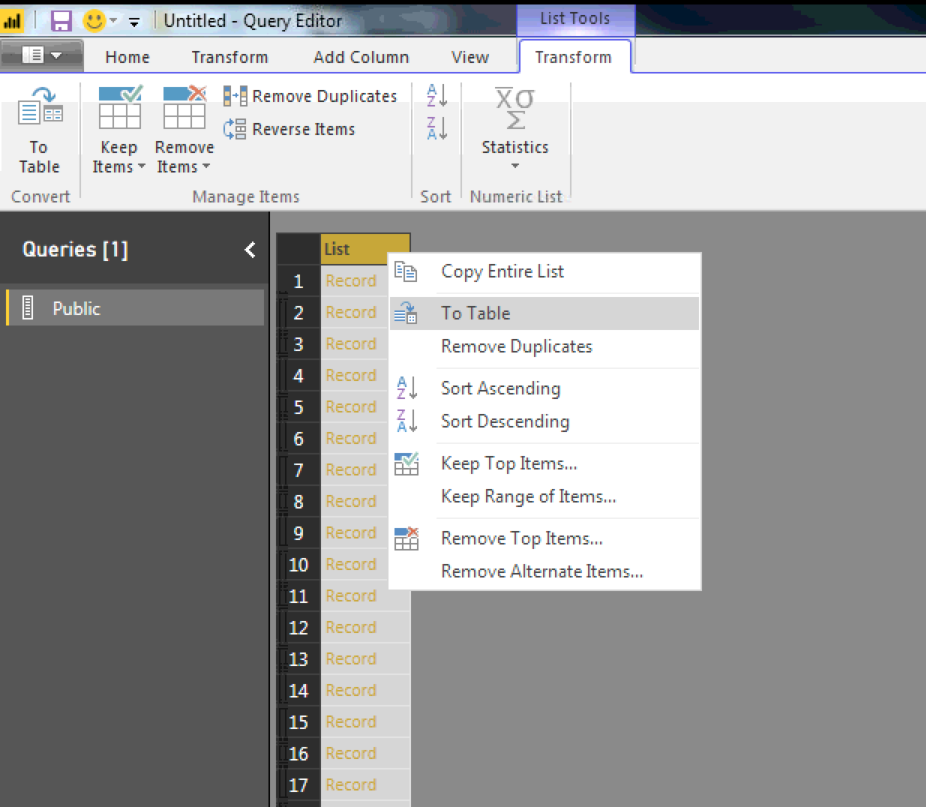 Untitled - Query Editor
List Tools
Home Transform Add Column View Transform
To Table
Keep Items
Remove Items
Remove Duplicates
Reverse Items
A Z
Z A
X̄σ Σ
Statistics
Convert Manage Items Sort Numeric List
Queries [1]
Public
List
1 Record
2 Record
3 Record
4 Record
5 Record
6 Record
7 Record
8 Record
9 Record
10 Record
11 Record
12 Record
13 Record
14 Record
15 Record
16 Record
17 Record
Copy Entire List
To Table
Remove Duplicates
A Z Sort Ascending
Z A Sort Descending
Keep Top Items...
Keep Range of Items...
Remove Top Items...
Remove Alternate Items...